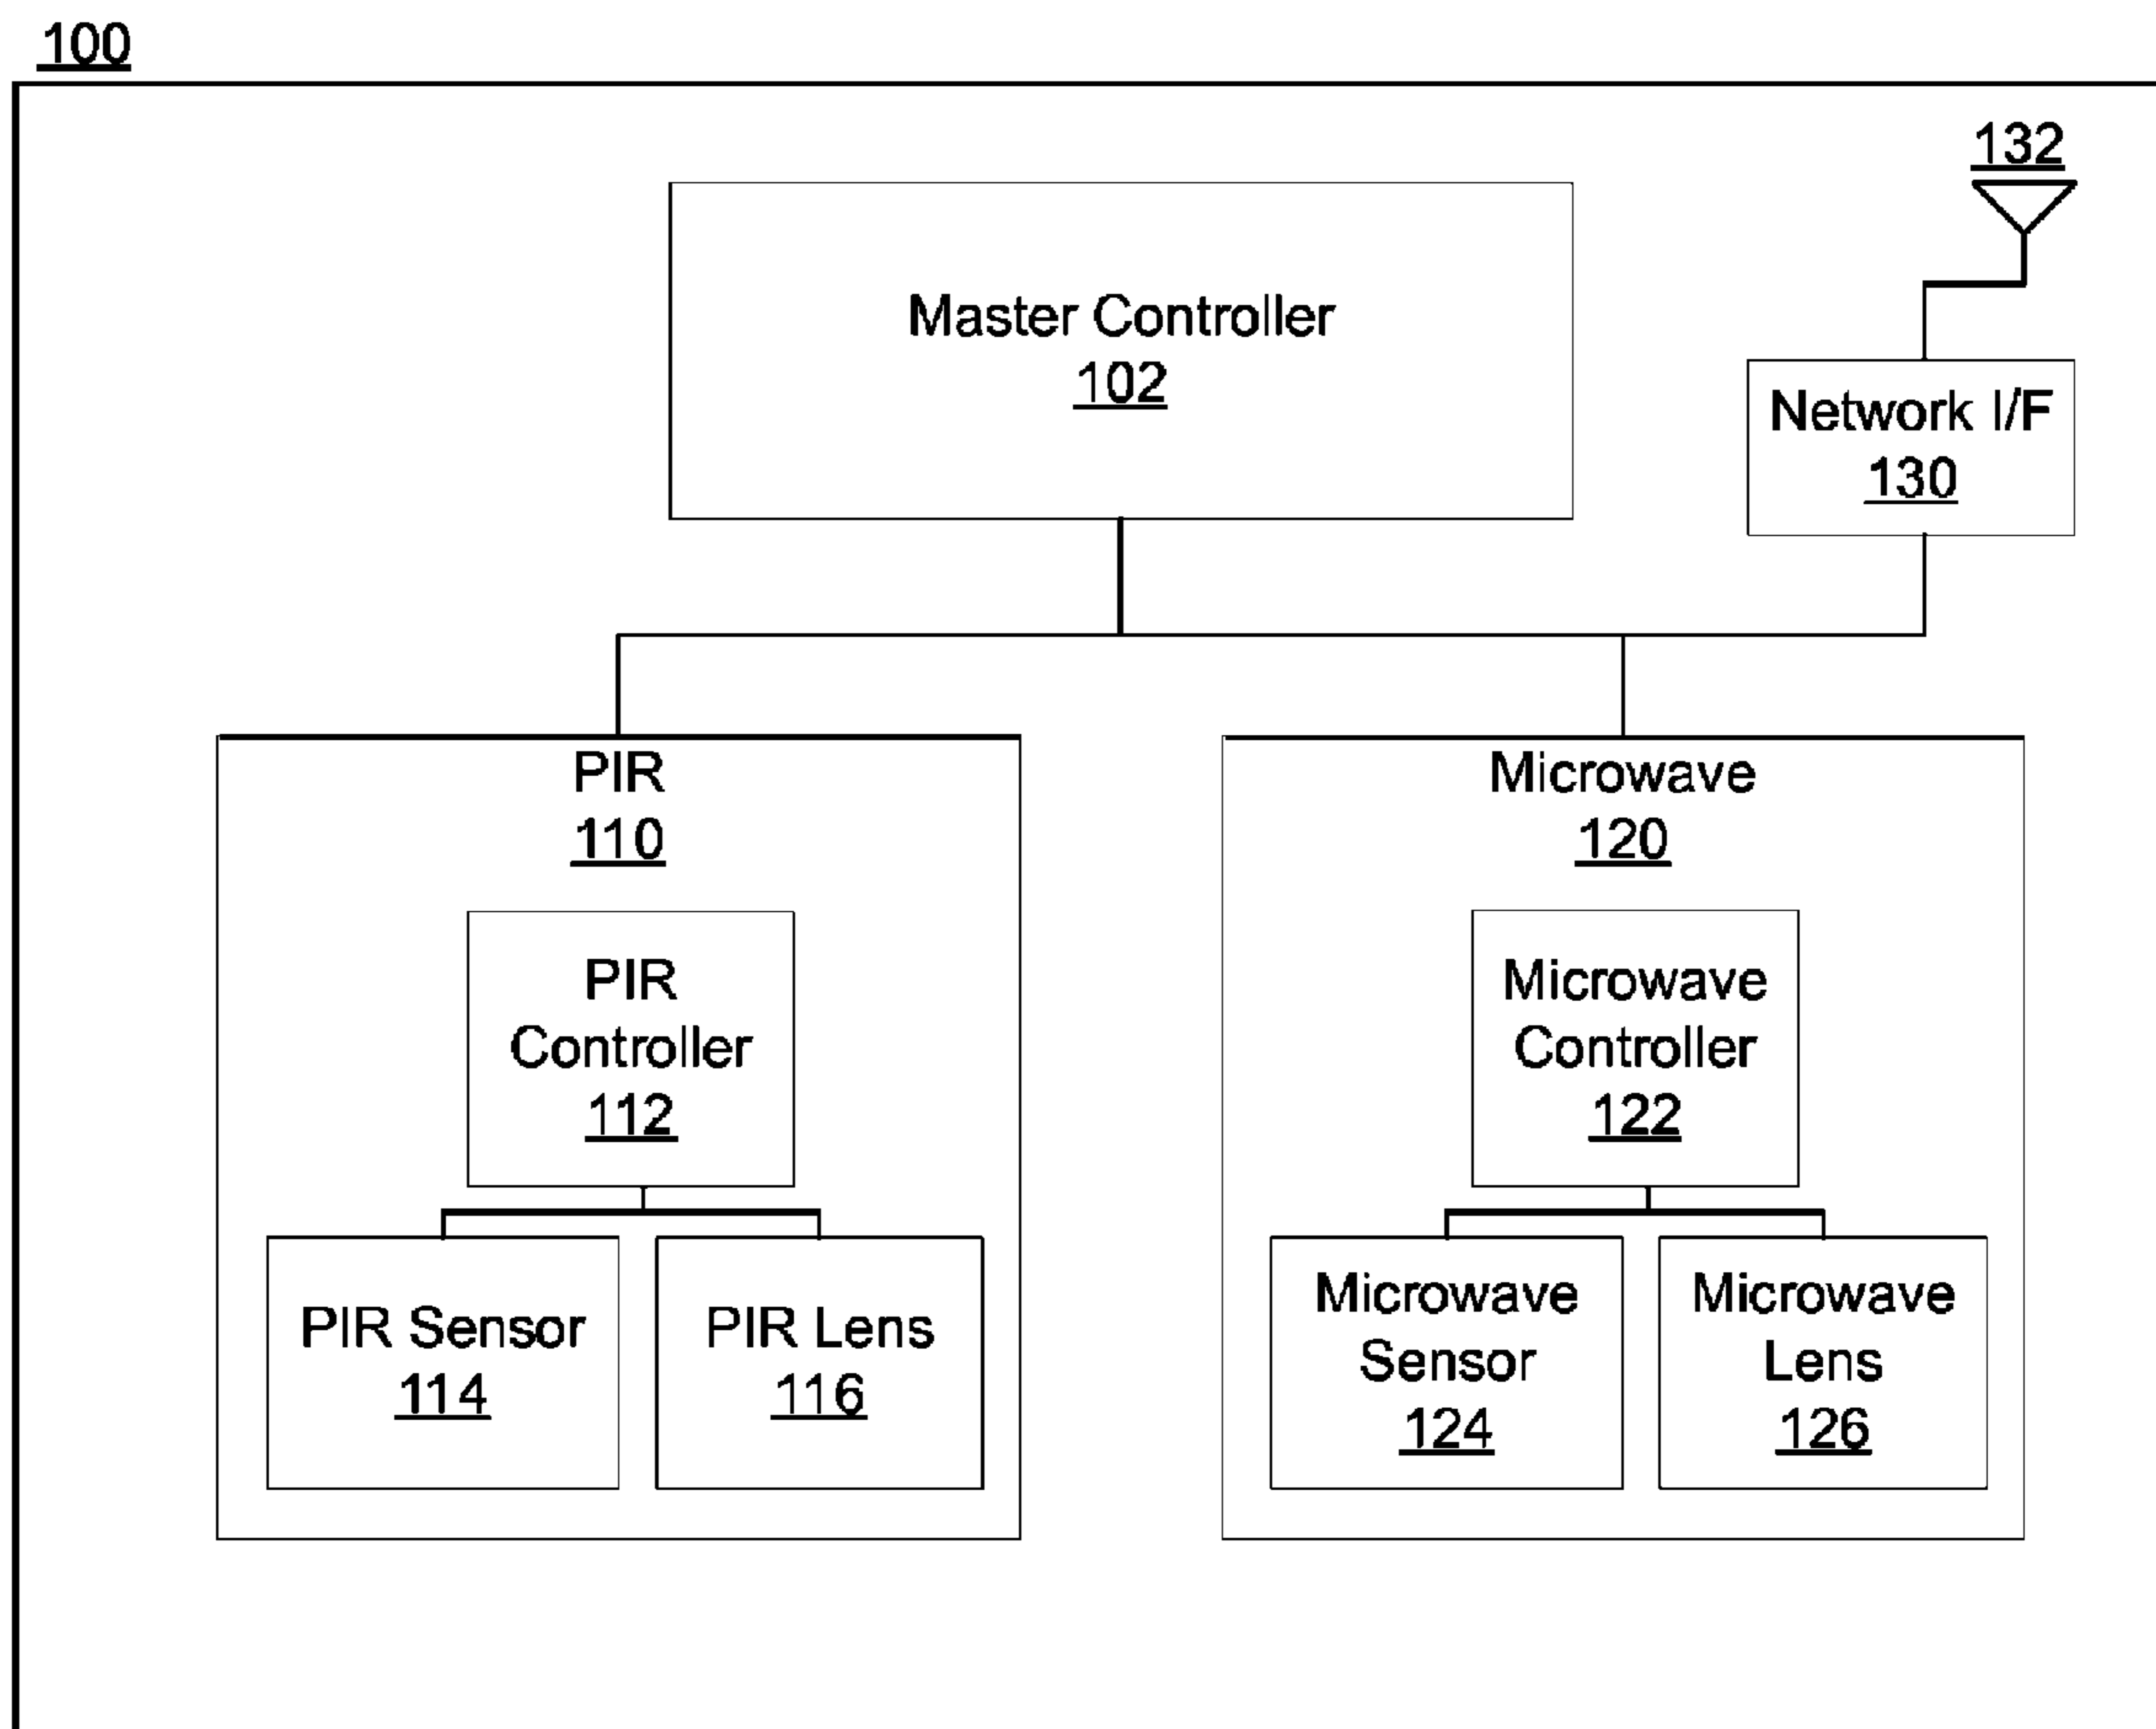 100
132
Master Controller
102
Network I/F
130
PIR
110
PIR
Controller
112
PIR Sensor
114
PIR Lens
116
Microwave
120
Microwave
Controller
122
Microwave
Sensor
124
Microwave
Lens
126